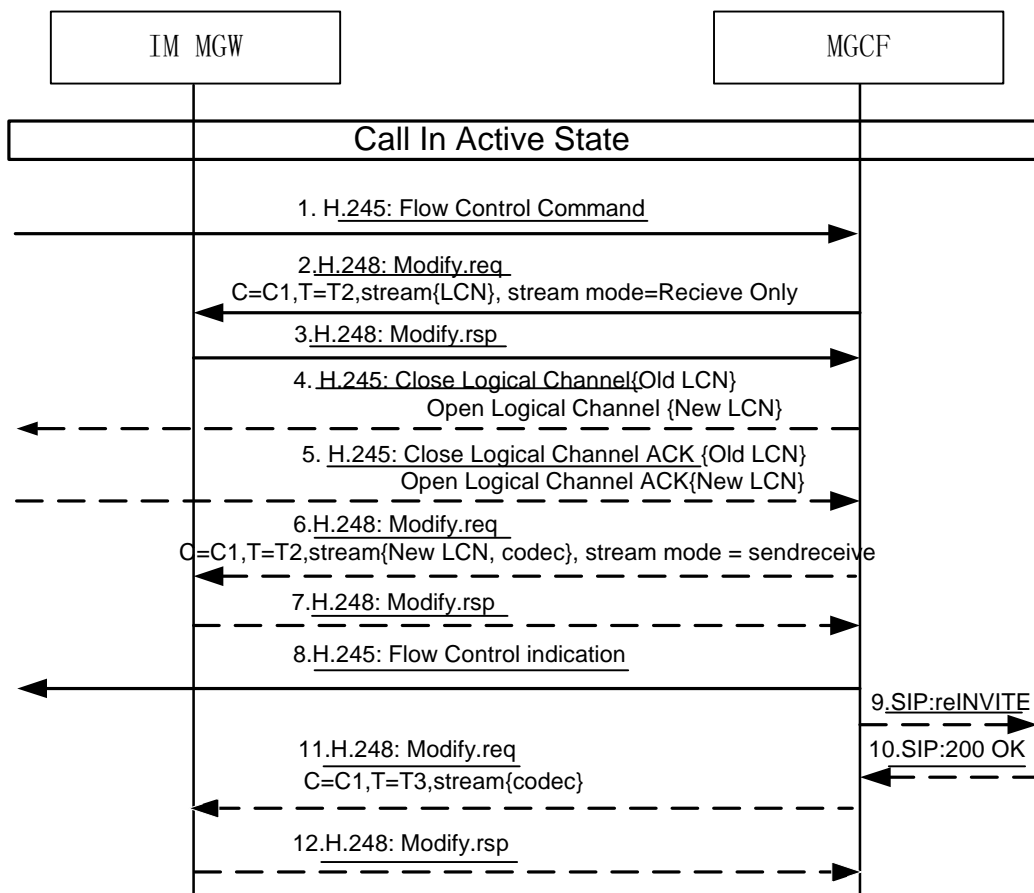 IM MGW
MGCF
Call In Active State
1. H.245: Flow Control Command
2.H.248: Modify.req
C=C1,T=T2,stream{LCN}, stream mode=Recieve Only
3.H.248: Modify.rsp
4. H.245: Close Logical Channel{Old LCN}
Open Logical Channel {New LCN}
5. H.245: Close Logical Channel ACK {Old LCN}
Open Logical Channel ACK{New LCN}
6.H.248: Modify.req
C=C1,T=T2,stream{New LCN, codec}, stream mode = sendreceive
7.H.248: Modify.rsp
8.H.245: Flow Control indication
9.SIP:reINVITE
10.SIP:200 OK
11.H.248: Modify.req
C=C1,T=T3,stream{codec}
12.H.248: Modify.rsp